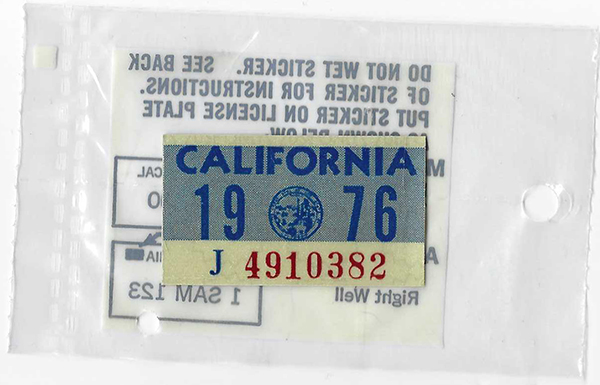 DO NOT WET STICKER. SEE BACK
OF STICKER FOR INSTRUCTIONS.
PUT STICKER ON LICENSE PLATE
CALIFORNIA
19 76
J 4910382
1 SAM 123
Right Well